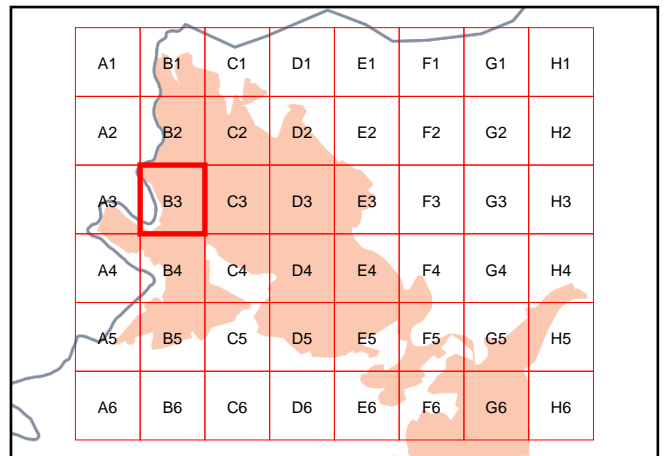 A1 B1 C1 D1 E1 F1 G1 H1
A2 B2 C2 D2 E2 F2 G2 H2
A3 B3 C3 D3 E3 F3 G3 H3
A4 B4 C4 D4 E4 F4 G4 H4
A5 B5 C5 D5 E5 F5 G5 H5
A6 B6 C6 D6 E6 F6 G6 H6